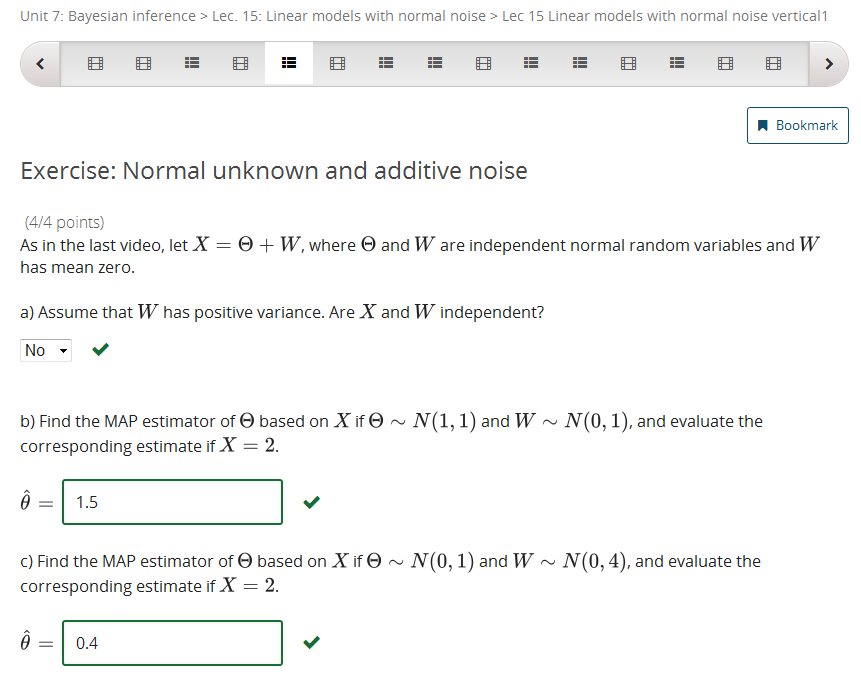 Unit 7: Bayesian inference > Lec. 15: Linear models with normal noise > Lec 15 Linear models with normal noise vertical1
Bookmark
Exercise: Normal unknown and additive noise
(4/4 points)
As in the last video, let X = Θ + W, where Θ and W are independent normal random variables and W
has mean zero.
a) Assume that W has positive variance. Are X and W independent?
No
b) Find the MAP estimator of Θ based on X if Θ ∼ N(1, 1) and W ∼ N(0, 1), and evaluate the
corresponding estimate if X = 2.
θ̂ = 1.5
c) Find the MAP estimator of Θ based on X if Θ ∼ N(0, 1) and W ∼ N(0, 4), and evaluate the
corresponding estimate if X = 2.
θ̂ = 0.4